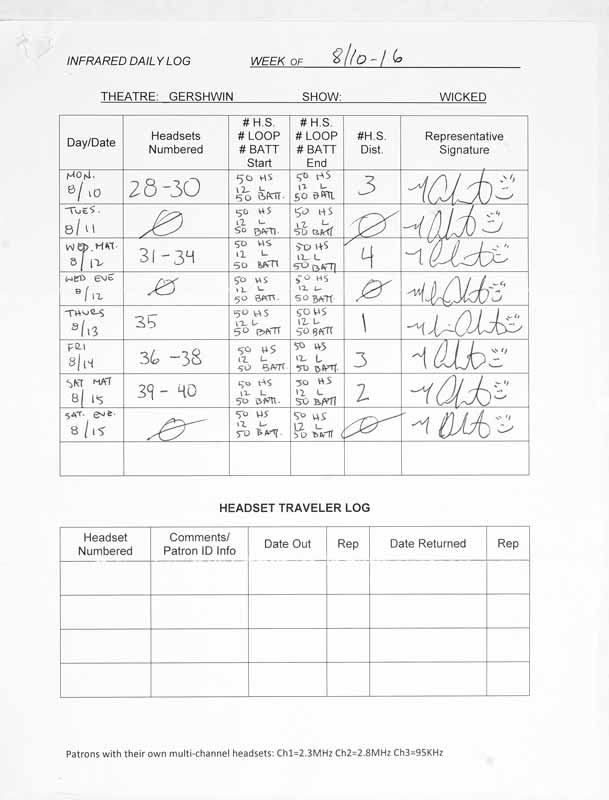 INFRARED DAILY LOG WEEK OF 8/10-16
THEATRE: GERSHWIN SHOW: WICKED
Day/Date Headsets Numbered # H.S. # LOOP # BATT Start # H.S. # LOOP # BATT End #H.S. Dist. Representative Signature
MON. 8/10 28-30 50 HS 12 L 50 BATT. 50 HS 12 L 50 BATT. 3
TUES. 8/11 Ø 50 HS 12 L 50 BATT. 50 HS 12 L 50 BATT. Ø
WED. MAT. 8/12 31-34 50 HS 12 L 50 BATT 50 HS 12 L 50 BATT. 4
WED EVE 8/12 Ø 50 HS 12 L 50 BATT. 50 HS 12 L 50 BATT. Ø
THURS 8/13 35 50 HS 12 L 50 BATT 50 HS 12 L 50 BATT 1
FRI 8/14 36-38 50 HS 12 L 50 BATT. 50 HS 12 L 50 BATT. 3
SAT MAT 8/15 39-40 50 HS 12 L 50 BATT. 50 HS 12 L 50 BATT. 2
SAT. EVE. 8/15 Ø 50 HS 12 L 50 BATT. 50 HS 12 L 50 BATT. Ø
HEADSET TRAVELER LOG
Headset Numbered Comments/ Patron ID Info Date Out Rep Date Returned Rep
Patrons with their own multi-channel headsets: Ch1=2.3MHz Ch2=2.8MHz Ch3=95KHz